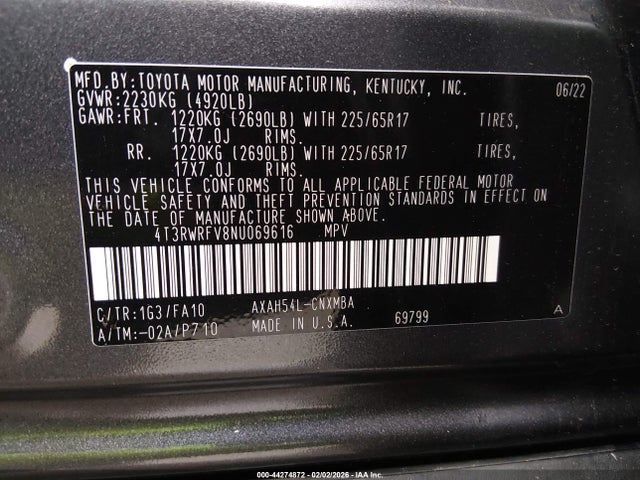 MFD.BY:TOYOTA MOTOR MANUFACTURING, KENTUCKY, INC. 06/22
GVWR:2230KG (4920LB)
GAWR:FRT. 1220KG (2690LB) WITH 225/65R17 TIRES,
17X7.0J RIMS.
RR. 1220KG (2690LB) WITH 225/65R17 TIRES,
17X7.0J RIMS.
THIS VEHICLE CONFORMS TO ALL APPLICABLE FEDERAL MOTOR
VEHICLE SAFETY AND THEFT PREVENTION STANDARDS IN EFFECT ON
THE DATE OF MANUFACTURE SHOWN ABOVE.
4T3RWRFV8NU069616 MPV
C/TR:1G3/FA10 AXAH54L-CNXMBA A
A/TM:-02A/P710 MADE IN U.S.A. 69799
000-44274872 - 02/02/2026 - IAA Inc.